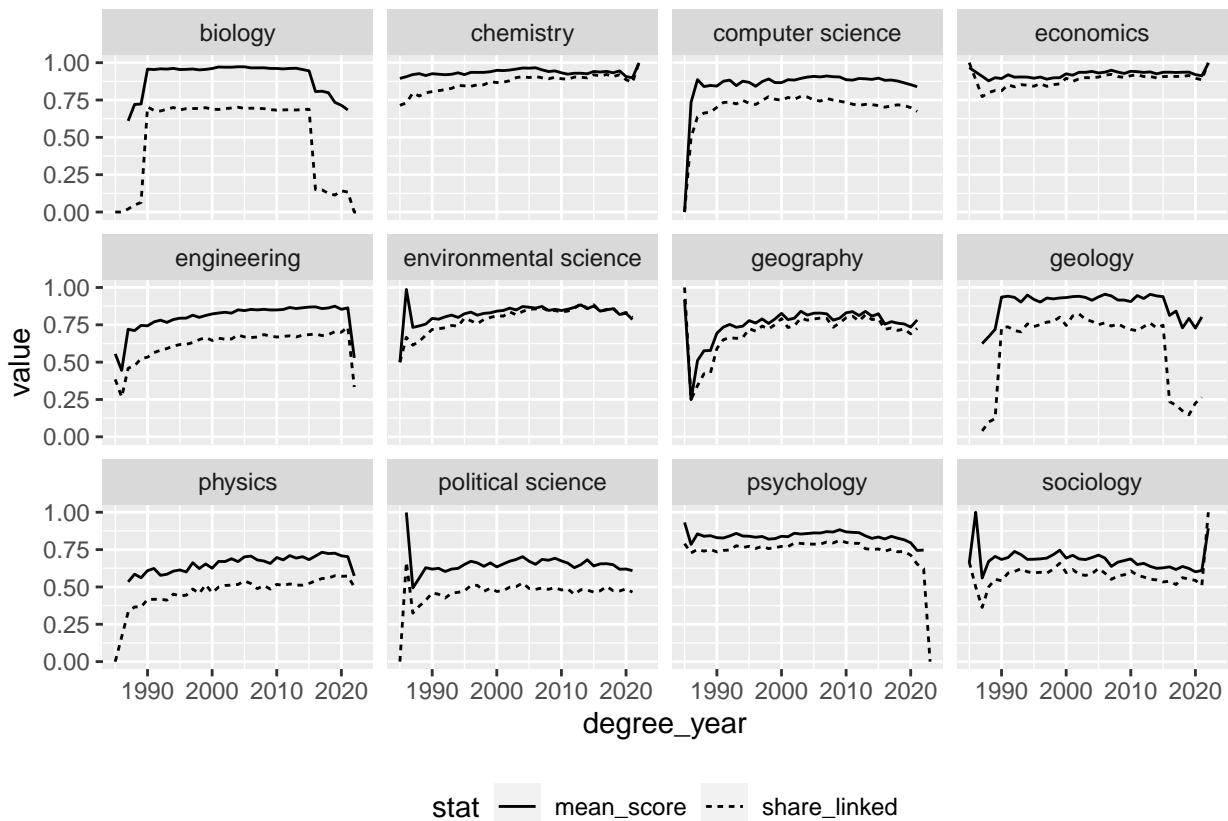 biology chemistry computer science economics
1.00
0.75
0.50
0.25
0.00
engineering environmental science geography geology
1.00
0.75
0.50
0.25
0.00
value
physics political science psychology sociology
1.00
0.75
0.50
0.25
0.00
1990 2000 2010 2020 1990 2000 2010 2020 1990 2000 2010 2020 1990 2000 2010 2020
degree_year
stat mean_score share_linked